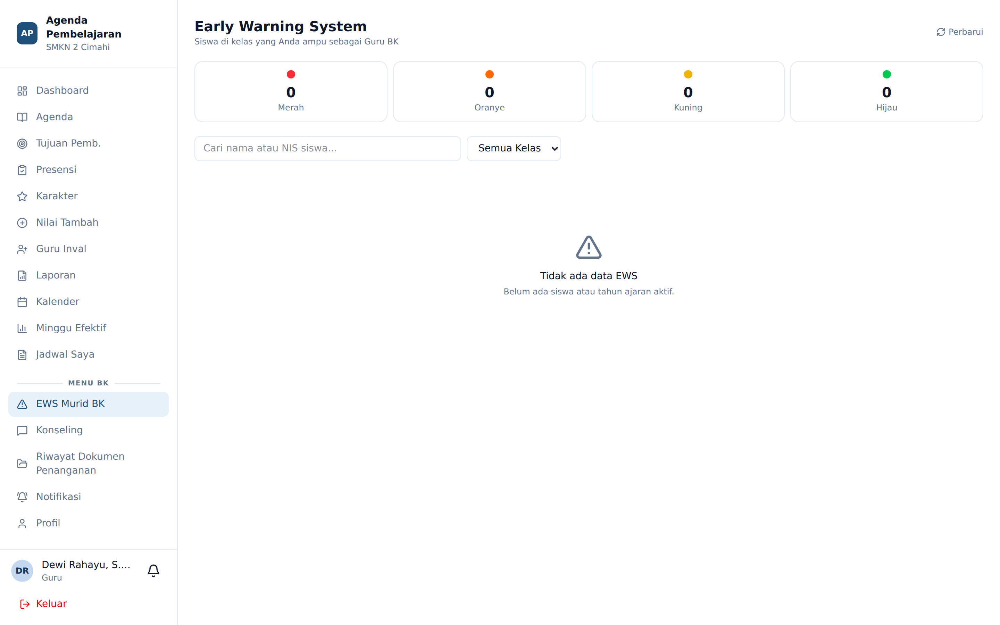 AP
Agenda
Pembelajaran
SMKN 2 Cimahi
Dashboard
Agenda
Tujuan Pemb.
Presensi
Karakter
Nilai Tambah
Guru Inval
Laporan
Kalender
Minggu Efektif
Jadwal Saya
MENU BK
EWS Murid BK
Konseling
Riwayat Dokumen
Penanganan
Notifikasi
Profil
DR
Dewi Rahayu, S....
Guru
Keluar
Early Warning System
Siswa di kelas yang Anda ampu sebagai Guru BK
Perbarui
0
Merah
0
Oranye
0
Kuning
0
Hijau
Cari nama atau NIS siswa...
Semua Kelas
Tidak ada data EWS
Belum ada siswa atau tahun ajaran aktif.